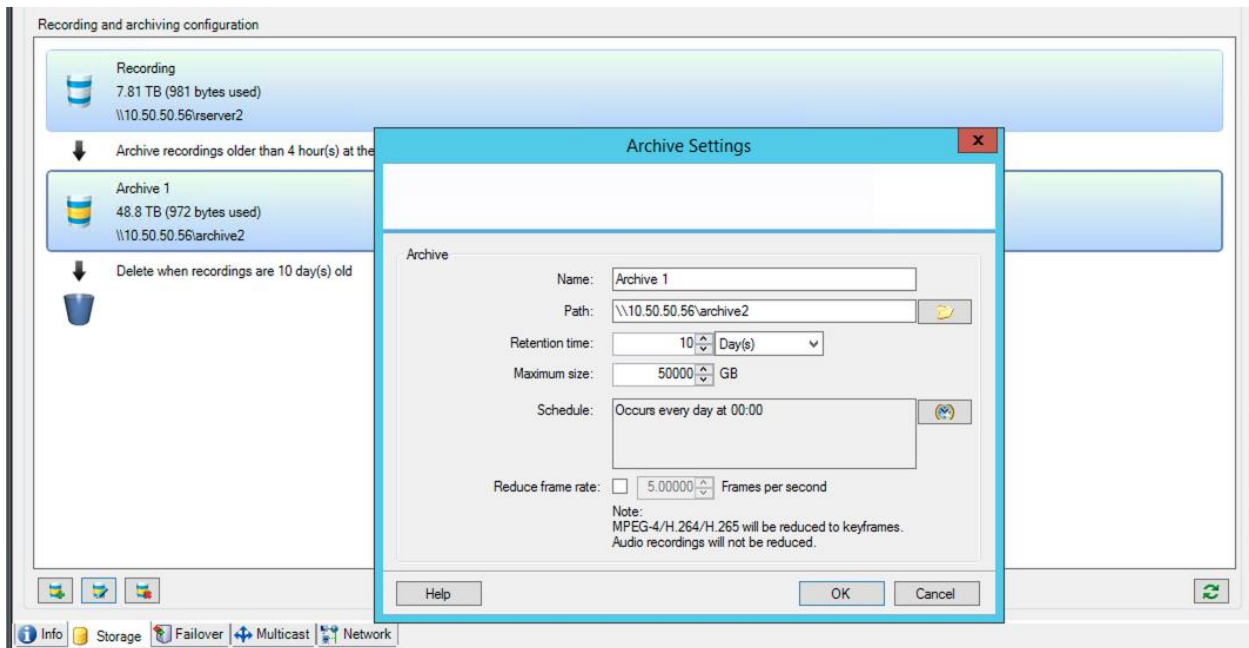 Recording and archiving configuration
Recording
7.81 TB (981 bytes used)
\\10.50.50.56\rserver2
Archive recordings older than 4 hour(s) at the
Archive 1
48.8 TB (972 bytes used)
\\10.50.50.56\archive2
Delete when recordings are 10 day(s) old
Archive Settings
x
Archive
Name: Archive 1
Path: \\10.50.50.56\archive2
Retention time: 10 Day(s)
Maximum size: 50000 GB
Schedule: Occurs every day at 00:00
Reduce frame rate: 5.00000 Frames per second
Note:
MPEG-4/H.264/H.265 will be reduced to keyframes.
Audio recordings will not be reduced.
Help OK Cancel
Info Storage Failover Multicast Network